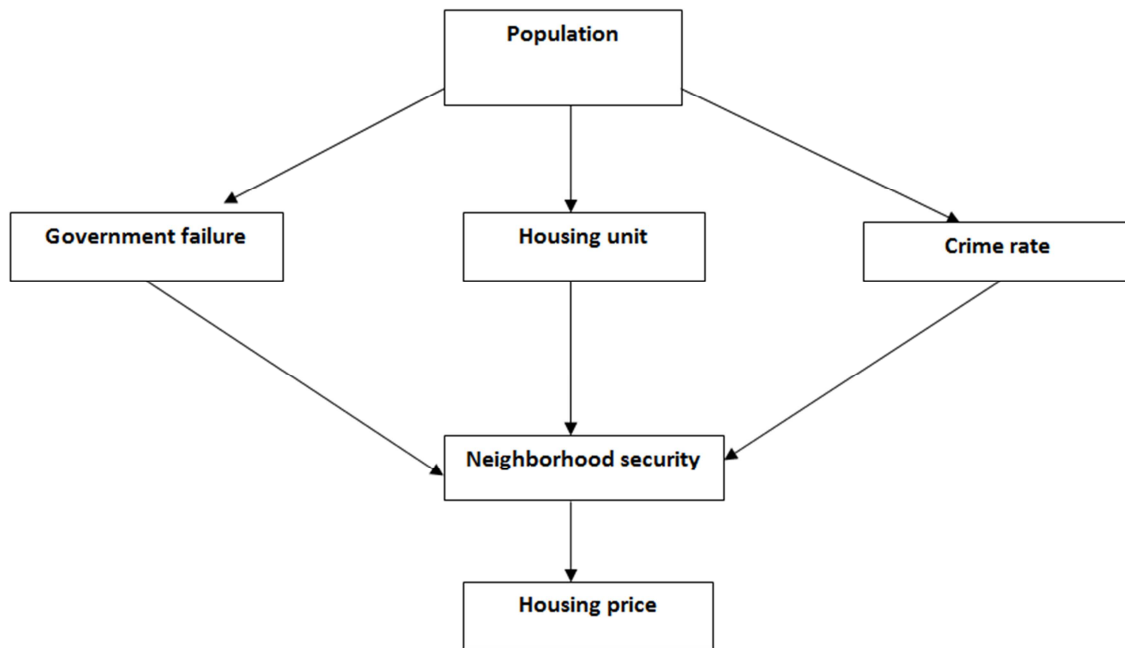 Population
Government failure
Housing unit
Crime rate
Neighborhood security
Housing price